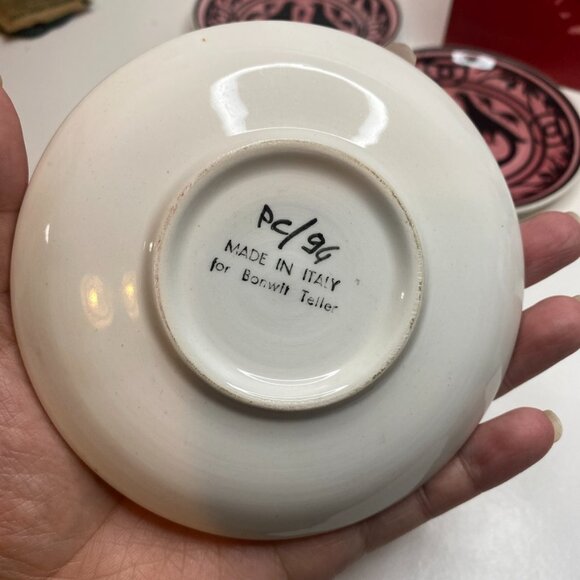 PC/94
MADE IN ITALY
for Bonwit Teller